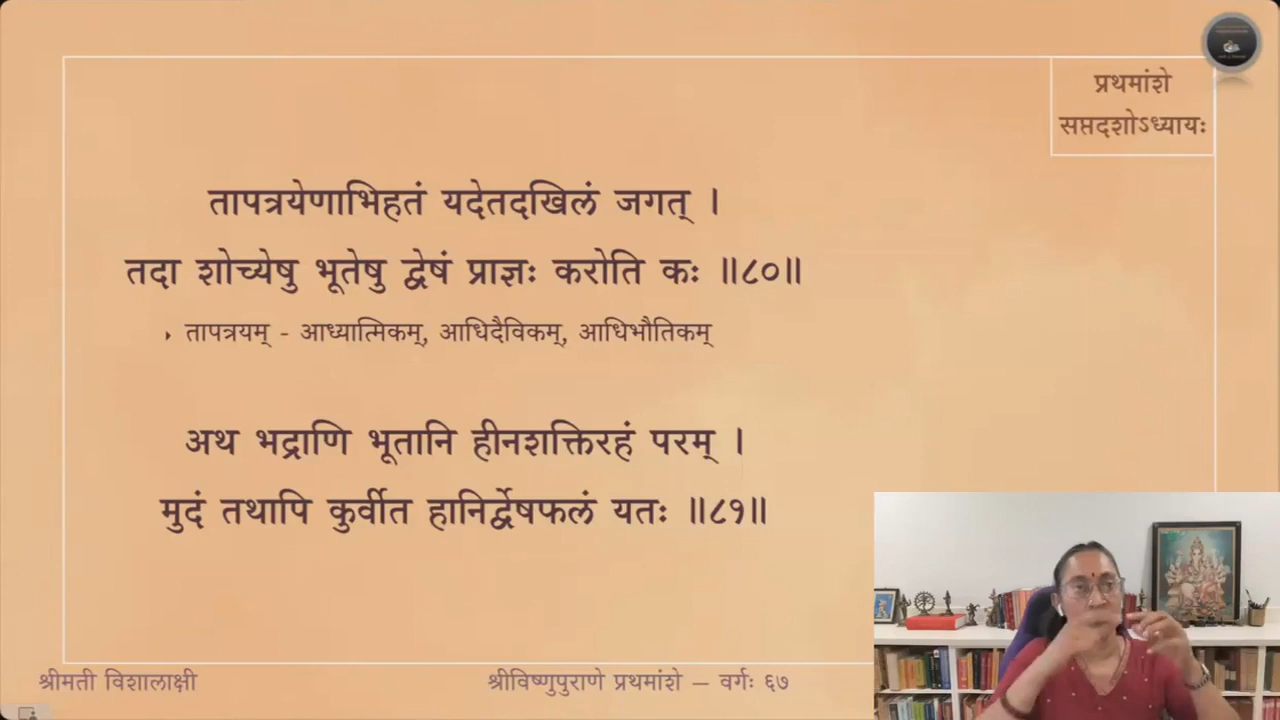 प्रथमांशे
सप्तदशोऽध्यायः
तापत्रयेणाभिहतं यदेतदखिलं जगत् ।
तदा शोच्येषु भूतेषु द्वेषं प्राज्ञः करोति कः ॥८०॥
तापत्रयम् - आध्यात्मिकम्, आधिदैविकम्, आधिभौतिकम्
अथ भद्राणि भूतानि हीनशक्तिरहं परम् ।
मुदं तथापि कुर्वीत हानिर्द्वेषफलं यतः ॥८१॥
श्रीमती विशालाक्षी
श्रीविष्णुपुराणे प्रथमांशे – वर्गः ६७